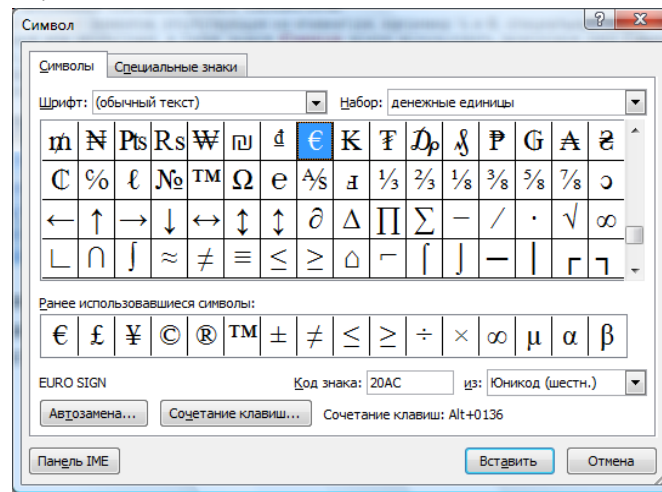 Символ
Символы Специальные знаки
Шрифт: (обычный текст) Набор: денежные единицы
₥ ₦ ₧ ₨ ₩ ₪ ₫ € ₭ ₮ ₯ ₰ ₱ ₲ ₳ ₴
ℂ ℅ ℓ № ™ Ω ℮ ⅍ ⅎ ⅓ ⅔ ⅛ ⅜ ⅝ ⅞ ↄ
← ↑ → ↓ ↔ ↕ ↨ ∂ ∆ ∏ ∑ − ∕ ∙ √ ∞
∟ ∩ ∫ ≈ ≠ ≡ ≤ ≥ ⌂ ⌐ ⌠ ⌡ ─ │ ┌ ┐
Ранее использовавшиеся символы:
€ £ ¥ © ® ™ ± ≠ ≤ ≥ ÷ × ∞ µ α β
EURO SIGN Код знака: 20AC из: Юникод (шестн.)
Автозамена... Сочетание клавиш... Сочетание клавиш: Alt+0136
Панель IME Вставить Отмена